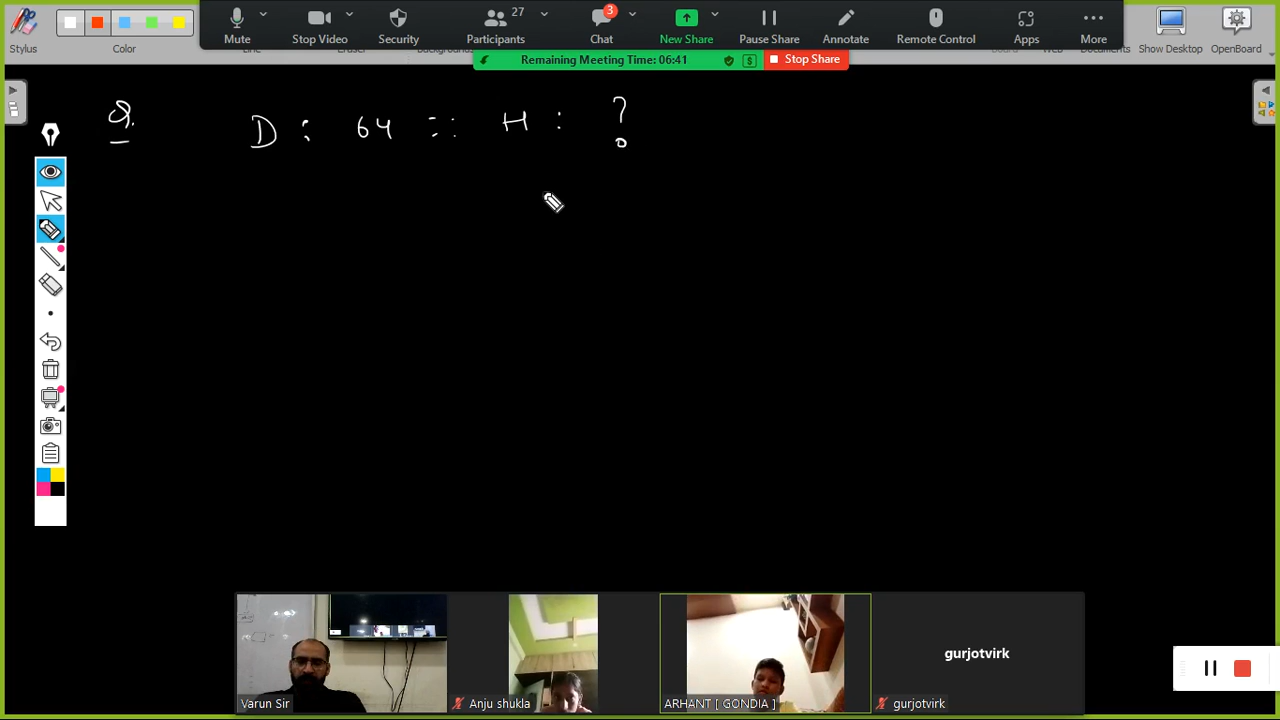 Stylus
Color
Mute
Stop Video
Security
27
Participants
3
Chat
New Share
Pause Share
Annotate
Remote Control
Apps
More
Show Desktop
OpenBoard
Remaining Meeting Time: 06:41
Stop Share
Q. D : 64 :: H : ?
Varun Sir
Anju shukla
ARHANT [ GONDIA ]
gurjotvirk
gurjotvirk